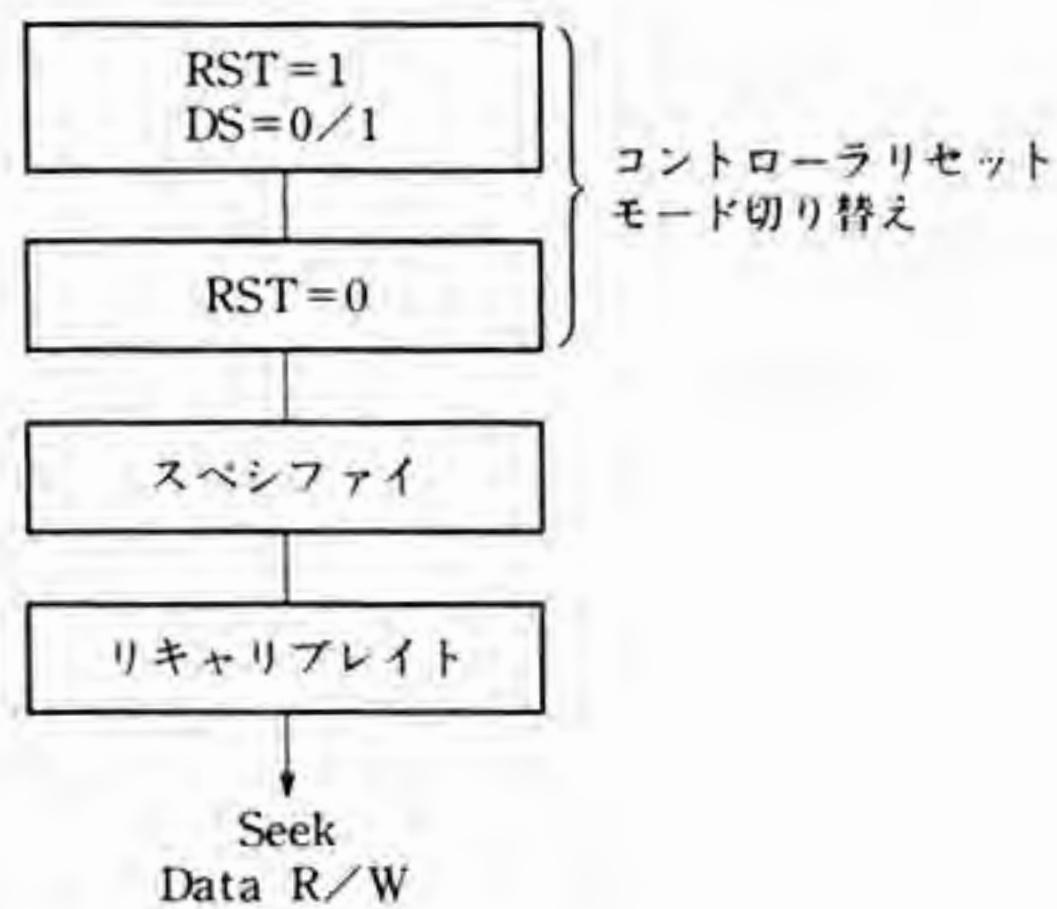 RST=1
DS=0/1
コントローラリセット
モード切り替え
RST=0
スペシファイ
リキャリブレイト
Seek
Data R/W